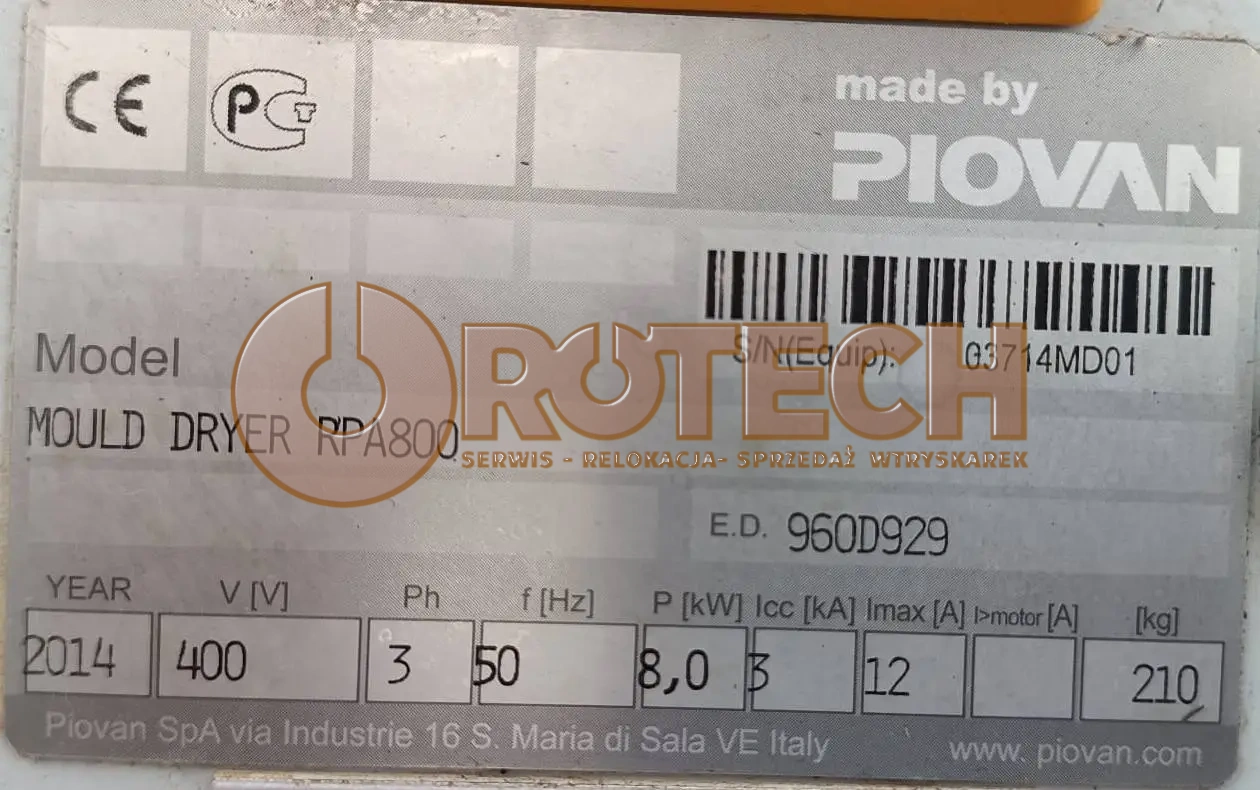 CE PCT
made by
PIOVAN
S/N(Equip): 03714MD01
Model
MOULD DRYER RPA800
ROTECH
SERWIS - RELOKACJA- SPRZEDAŻ WTRYSKAREK
E.D. 960D929
YEAR V [V] Ph f [Hz] P [kW] Icc [kA] Imax [A] I>motor [A] [kg]
2014 400 3 50 8,0 3 12 210
Piovan SpA via Industrie 16 S. Maria di Sala VE Italy www. piovan.com